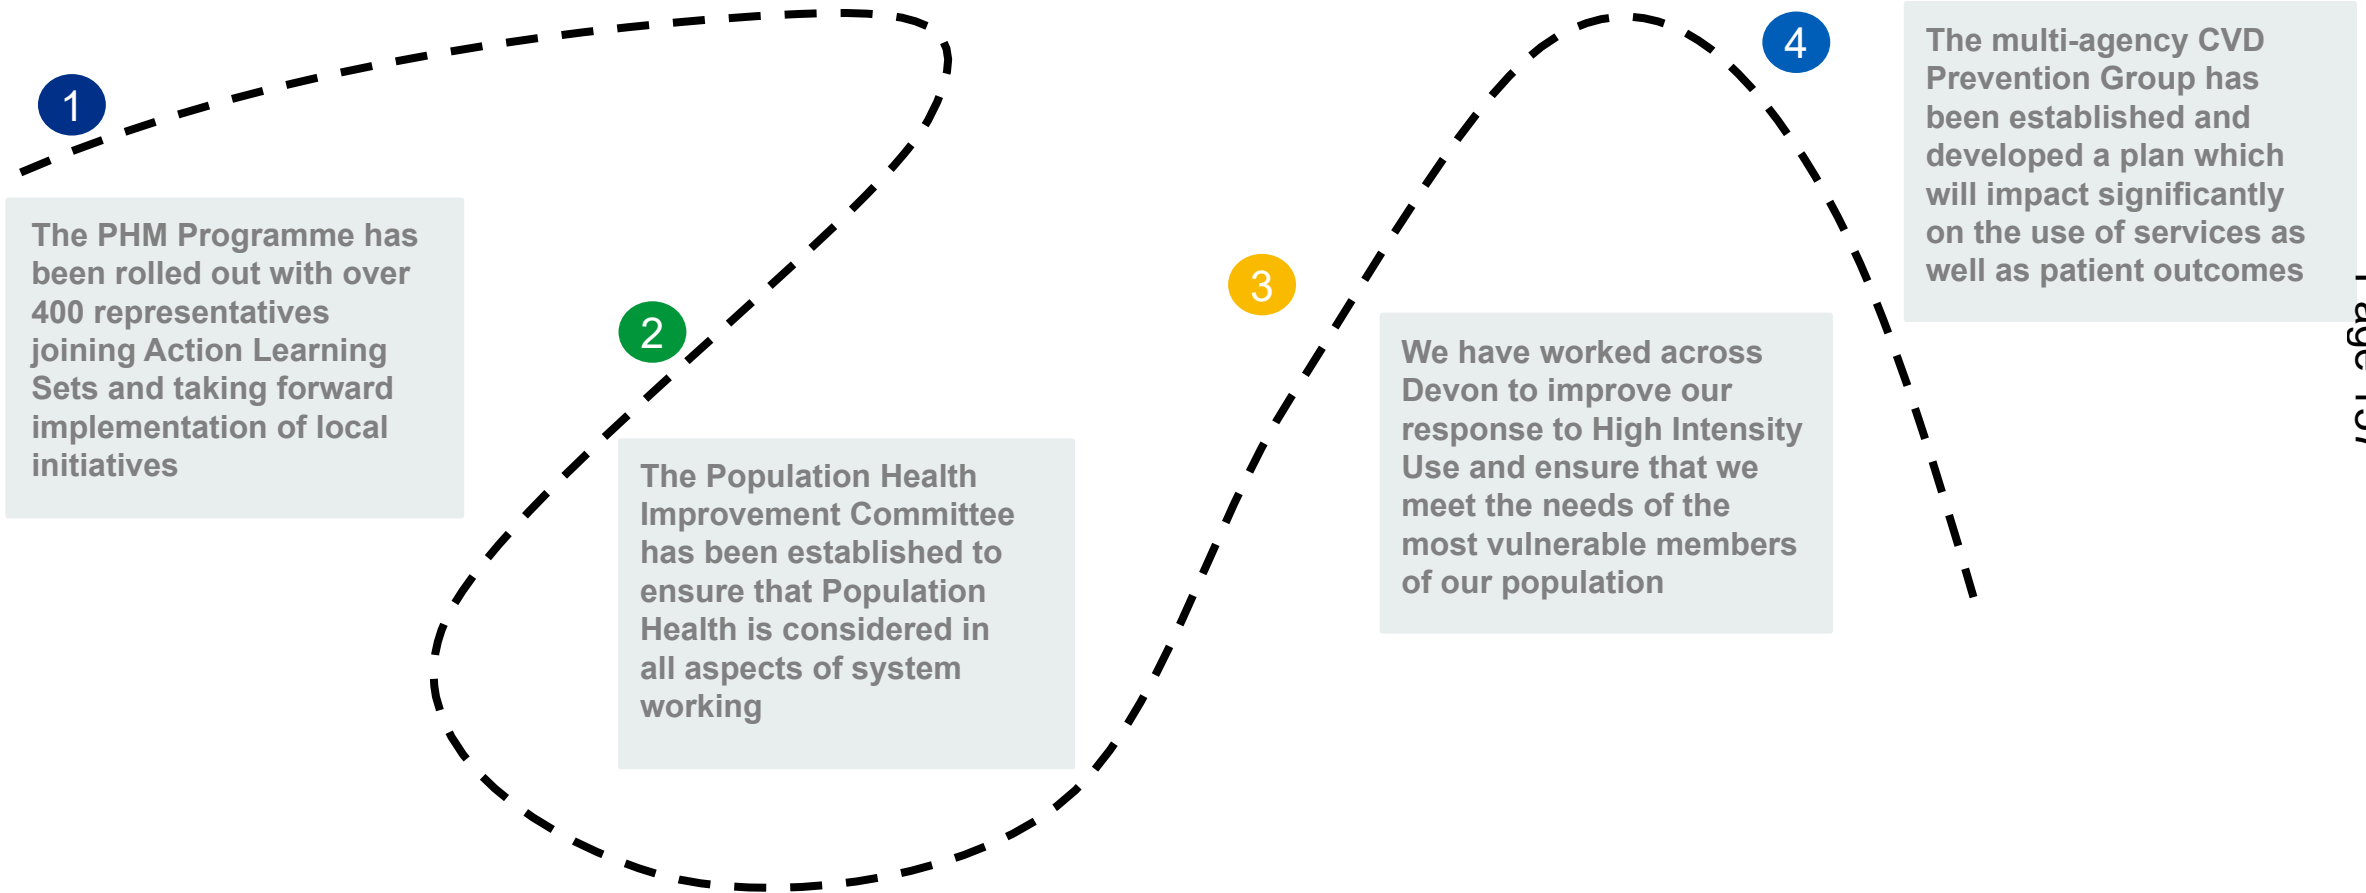 1
The PHM Programme has
been rolled out with over
400 representatives
joining Action Learning
Sets and taking forward
implementation of local
initiatives
2
The Population Health
Improvement Committee
has been established to
ensure that Population
Health is considered in
all aspects of system
working
3
We have worked across
Devon to improve our
response to High Intensity
Use and ensure that we
meet the needs of the
most vulnerable members
of our population
4
The multi-agency CVD
Prevention Group has
been established and
developed a plan which
will impact significantly
on the use of services as
well as patient outcomes
Page